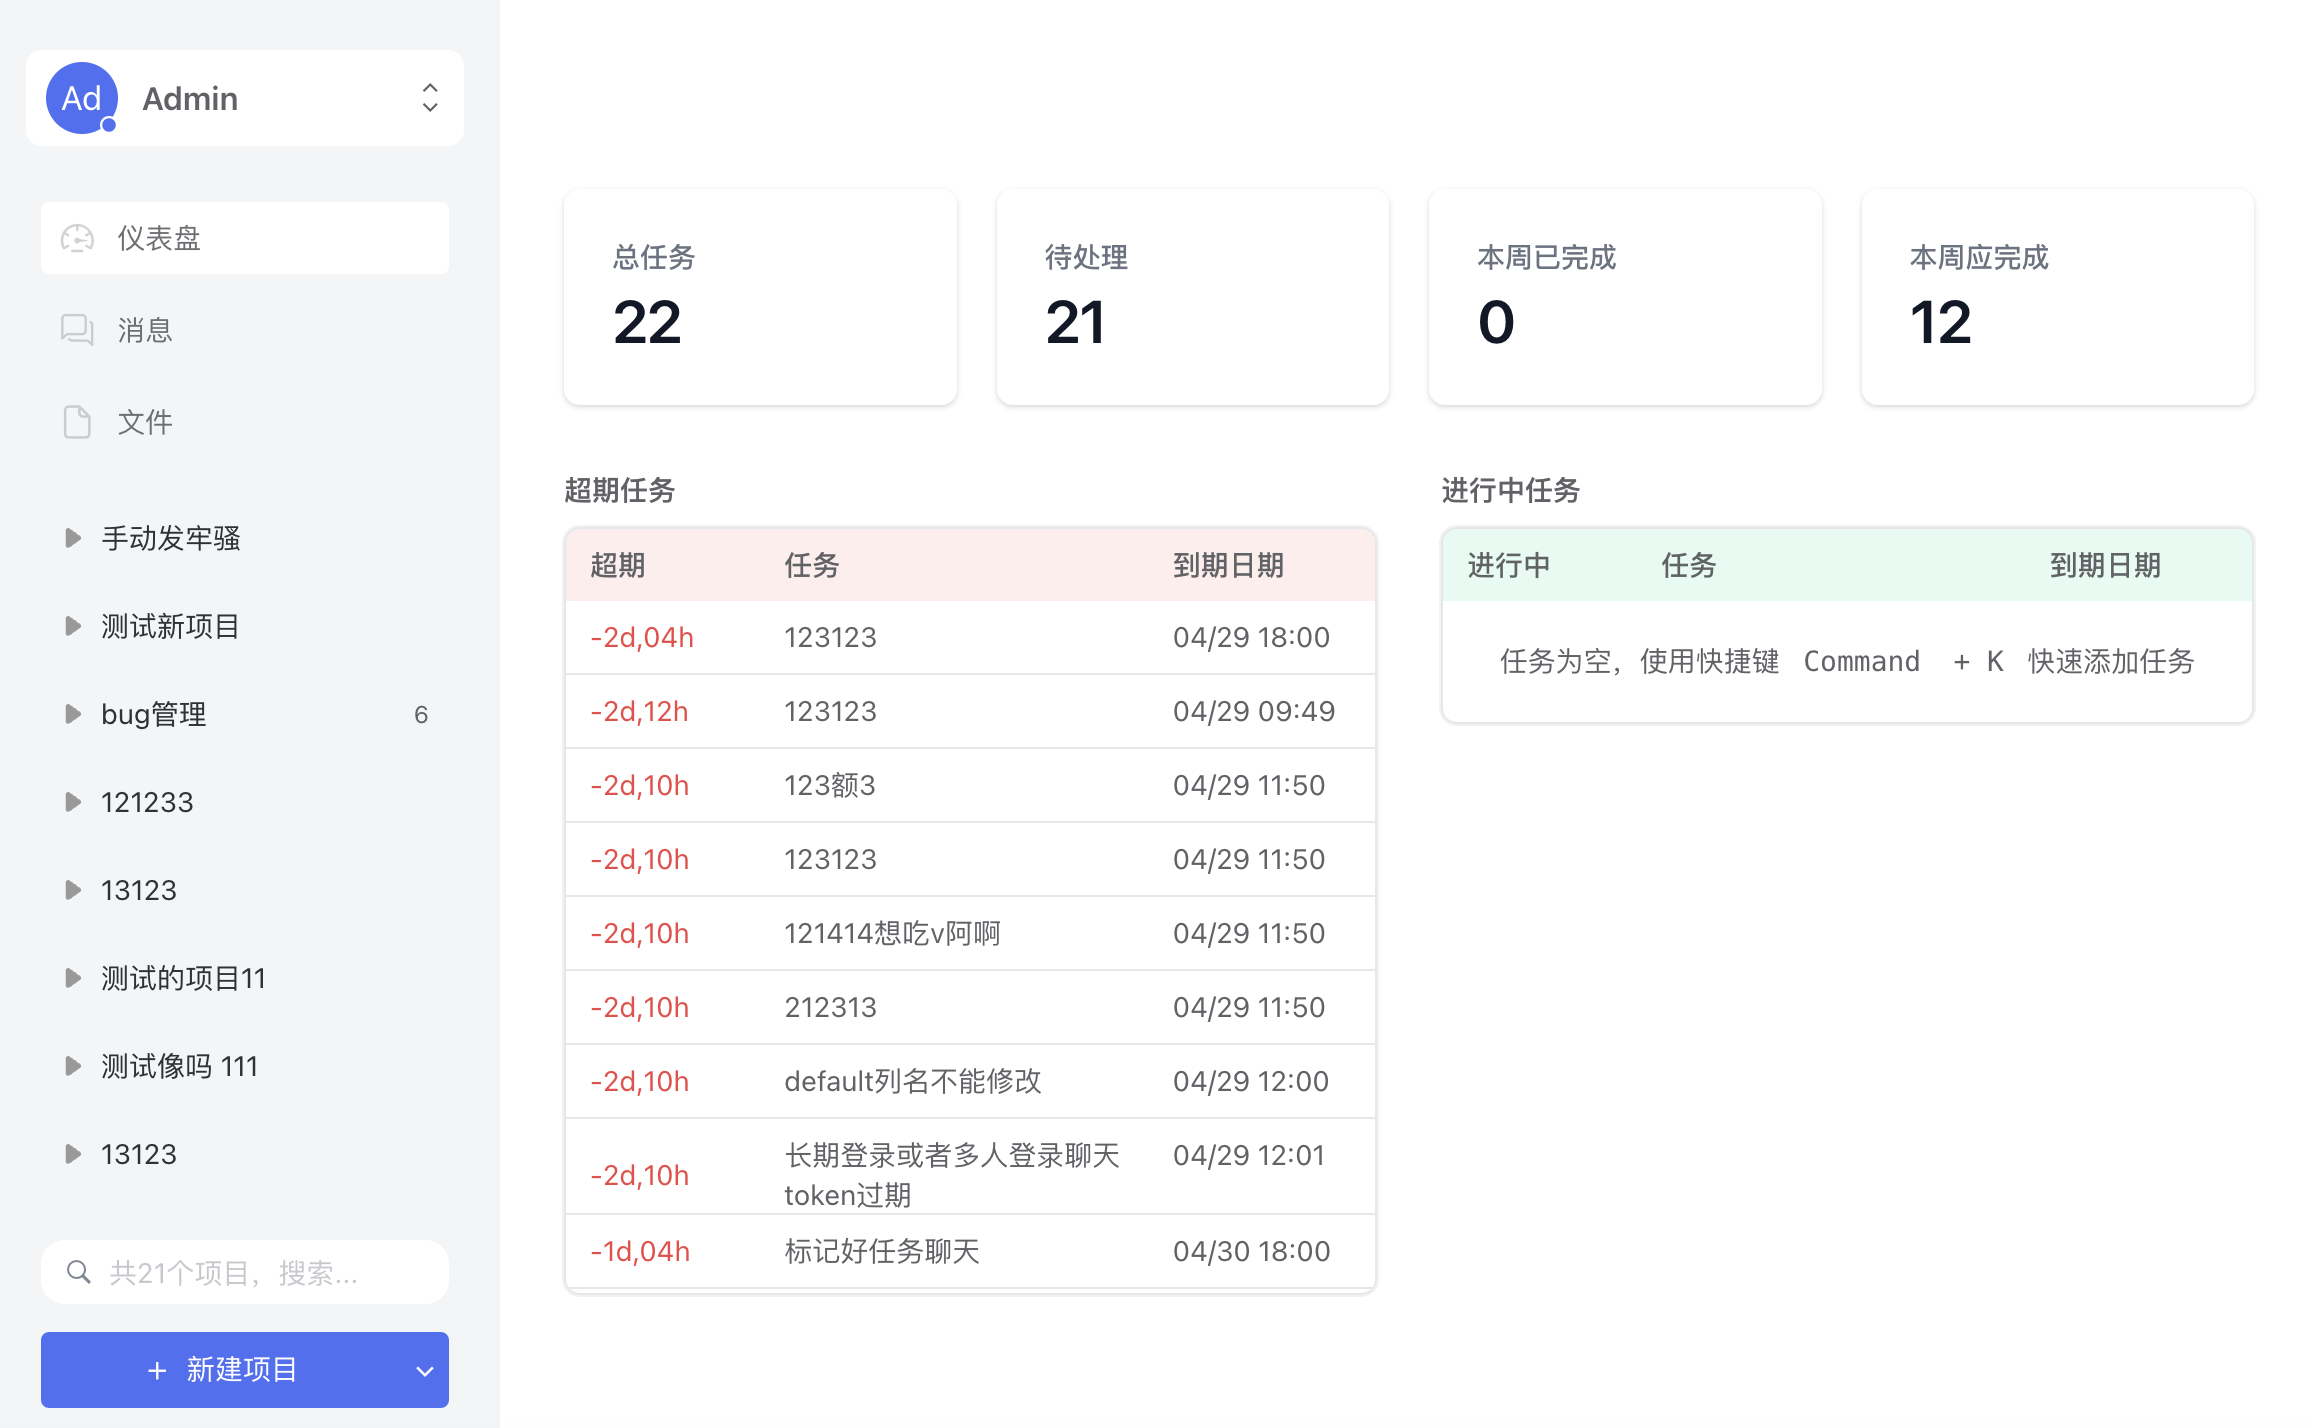 Ad Admin
仪表盘
消息
文件
手动发牢骚
测试新项目
bug管理 6
121233
13123
测试的项目11
测试像吗 111
13123
共21个项目，搜索...
+ 新建项目
总任务
22
待处理
21
本周已完成
0
本周应完成
12
超期任务
超期 任务 到期日期
-2d,04h 123123 04/29 18:00
-2d,12h 123123 04/29 09:49
-2d,10h 123额3 04/29 11:50
-2d,10h 123123 04/29 11:50
-2d,10h 121414想吃v阿啊 04/29 11:50
-2d,10h 212313 04/29 11:50
-2d,10h default列名不能修改 04/29 12:00
-2d,10h 长期登录或者多人登录聊天 04/29 12:01
token过期
-1d,04h 标记好任务聊天 04/30 18:00
进行中任务
进行中 任务 到期日期
任务为空，使用快捷键 Command + K 快速添加任务